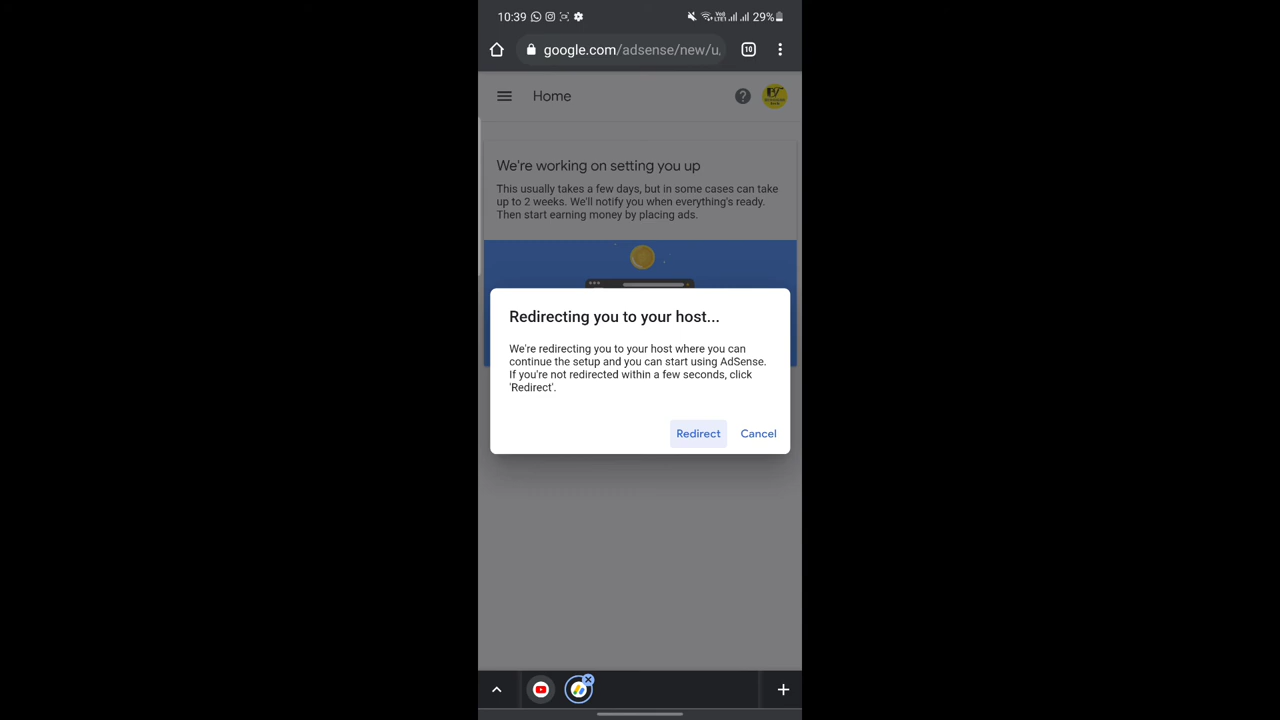 10:39
29%
google.com/adsense/new/u
10
Home
We're working on setting you up
This usually takes a few days, but in some cases can take
up to 2 weeks. We'll notify you when everything's ready.
Then start earning money by placing ads.
Redirecting you to your host...
We're redirecting you to your host where you can
continue the setup and you can start using AdSense.
If you're not redirected within a few seconds, click
'Redirect'.
Redirect
Cancel